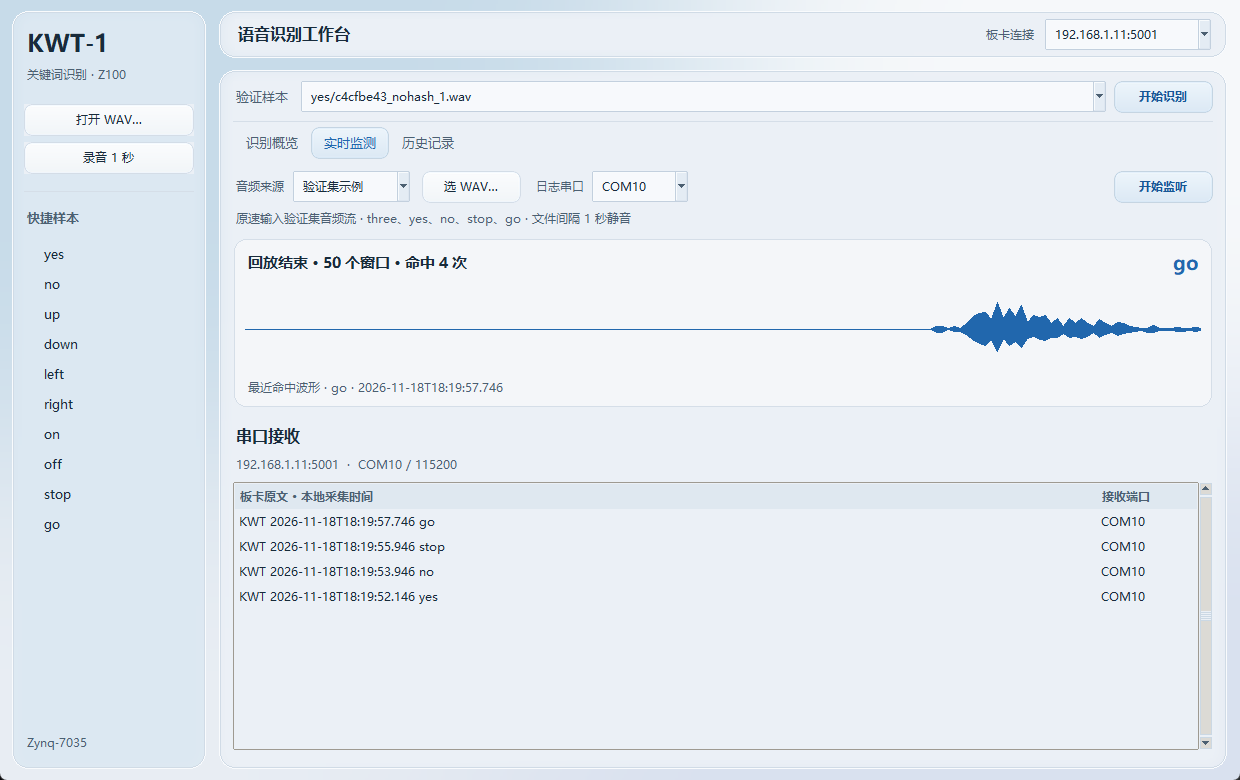 KWT-1
关键词识别 · Z100
打开 WAV...
录音 1 秒
快捷样本
yes
no
up
down
left
right
on
off
stop
go
Zynq-7035
语音识别工作台
板卡连接 192.168.1.11:5001
验证样本 yes/c4cfbe43_nohash_1.wav 开始识别
识别概览 实时监测 历史记录
音频来源 验证集示例 选 WAV... 日志串口 COM10 开始监听
原速输入验证集音频流 · three、yes、no、stop、go · 文件间隔 1 秒静音
回放结束 • 50 个窗口 • 命中 4 次 go
最近命中波形 · go · 2026-11-18T18:19:57.746
串口接收
192.168.1.11:5001 · COM10 / 115200
板卡原文 • 本地采集时间 接收端口
KWT 2026-11-18T18:19:57.746 go COM10
KWT 2026-11-18T18:19:55.946 stop COM10
KWT 2026-11-18T18:19:53.946 no COM10
KWT 2026-11-18T18:19:52.146 yes COM10